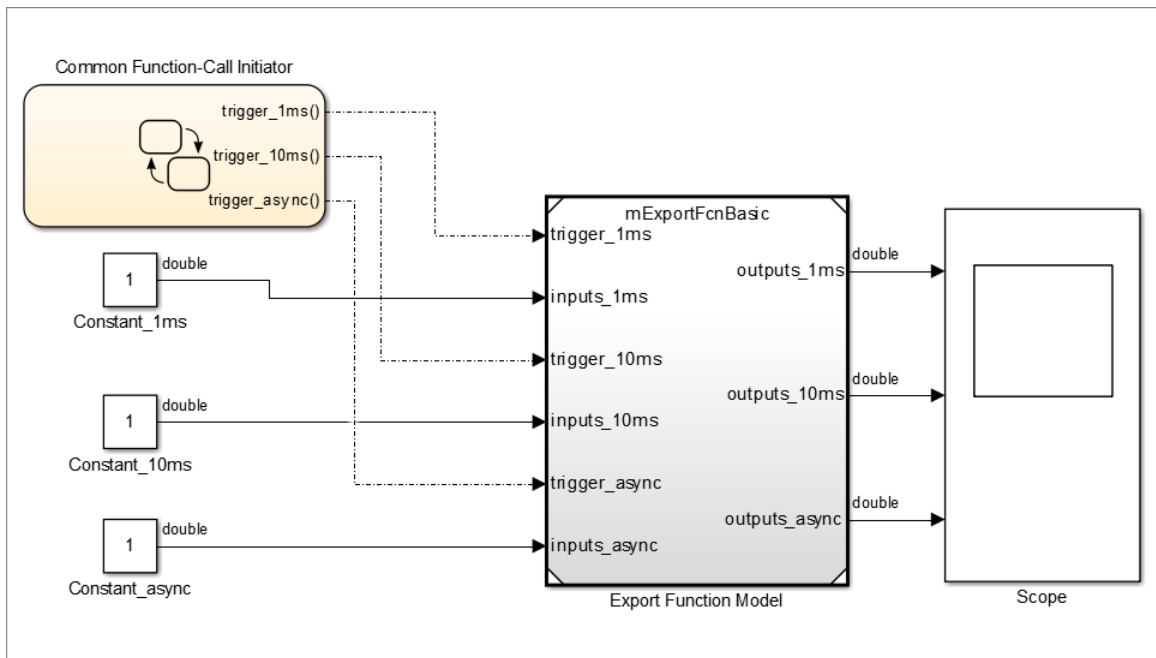 Common Function-Call Initiator
trigger_1ms()
trigger_10ms()
trigger_async()
1
double
Constant_1ms
1
double
Constant_10ms
1
double
Constant_async
mExportFcnBasic
trigger_1ms
inputs_1ms
trigger_10ms
inputs_10ms
trigger_async
inputs_async
outputs_1ms
outputs_10ms
outputs_async
Export Function Model
double
double
double
Scope